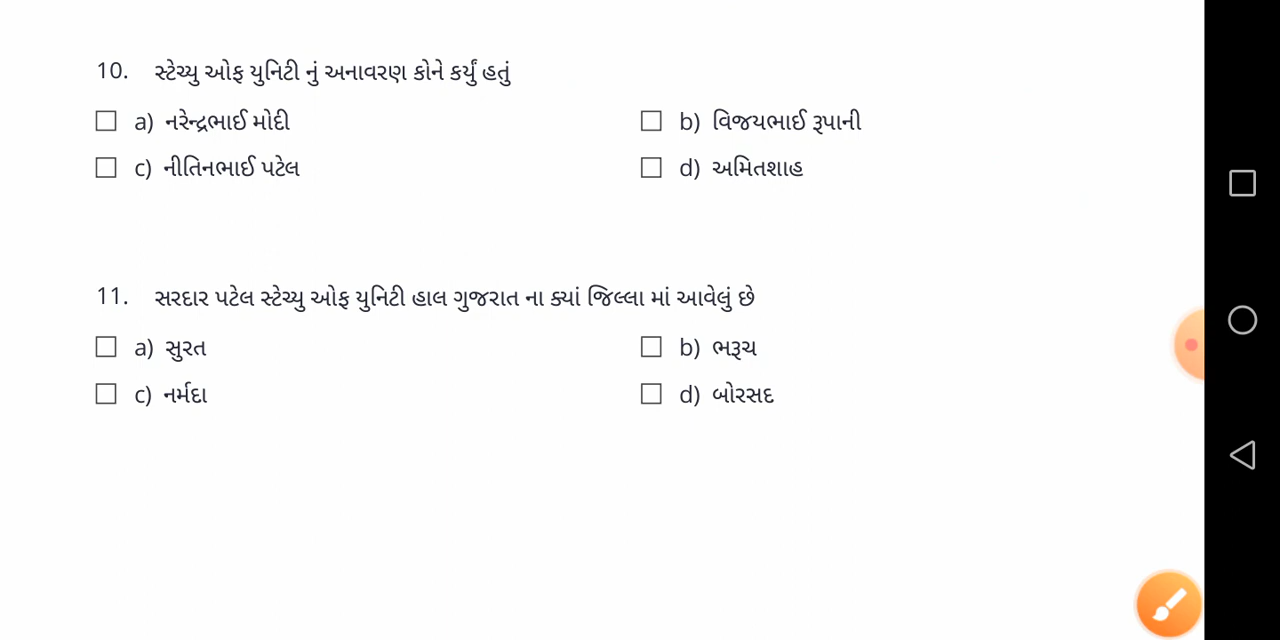 10. સ્ટેચ્યુ ઓફ યુનિટી નું અનાવરણ કોને કર્યું હતું
a) નરેન્દ્રભાઈ મોદી b) વિજયભાઈ રૂપાની
c) નીતિનભાઈ પટેલ d) અમિતશાહ
11. સરદાર પટેલ સ્ટેચ્યુ ઓફ યુનિટી હાલ ગુજરાત ના ક્યાં જિલ્લા માં આવેલું છે
a) સુરત b) ભરૂચ
c) નર્મદા d) બોરસદ